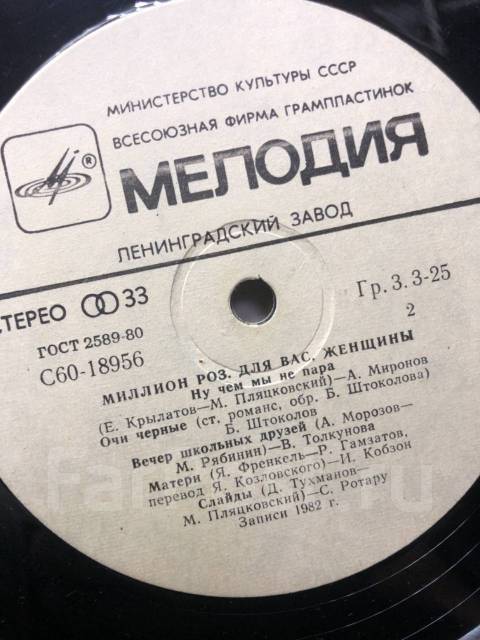 МИНИСТЕРСТВО КУЛЬТУРЫ СССР
ВСЕСОЮЗНАЯ ФИРМА ГРАМПЛАСТИНОК
®
МЕЛОДИЯ
ЛЕНИНГРАДСКИЙ ЗАВОД
СТЕРЕО 33
Гр. 3. 3-25
ГОСТ 2589-80
2
С60-18956
МИЛЛИОН РОЗ. ДЛЯ ВАС, ЖЕНЩИНЫ
Ну чем мы не пара
(Е. Крылатов—М. Пляцковский)—А. Миронов
Очи черные (ст. романс, обр. Б. Штоколова)
Б. Штоколов
Вечер школьных друзей (А. Морозов—
М. Рябинин)—В. Толкунова
Матери (Я. Френкель—Р. Гамзатов,
перевод Я. Козловского)—И. Кобзон
Слайды (Д. Тухманов—
М. Пляцковский)—С. Ротару
Записи 1982 г.